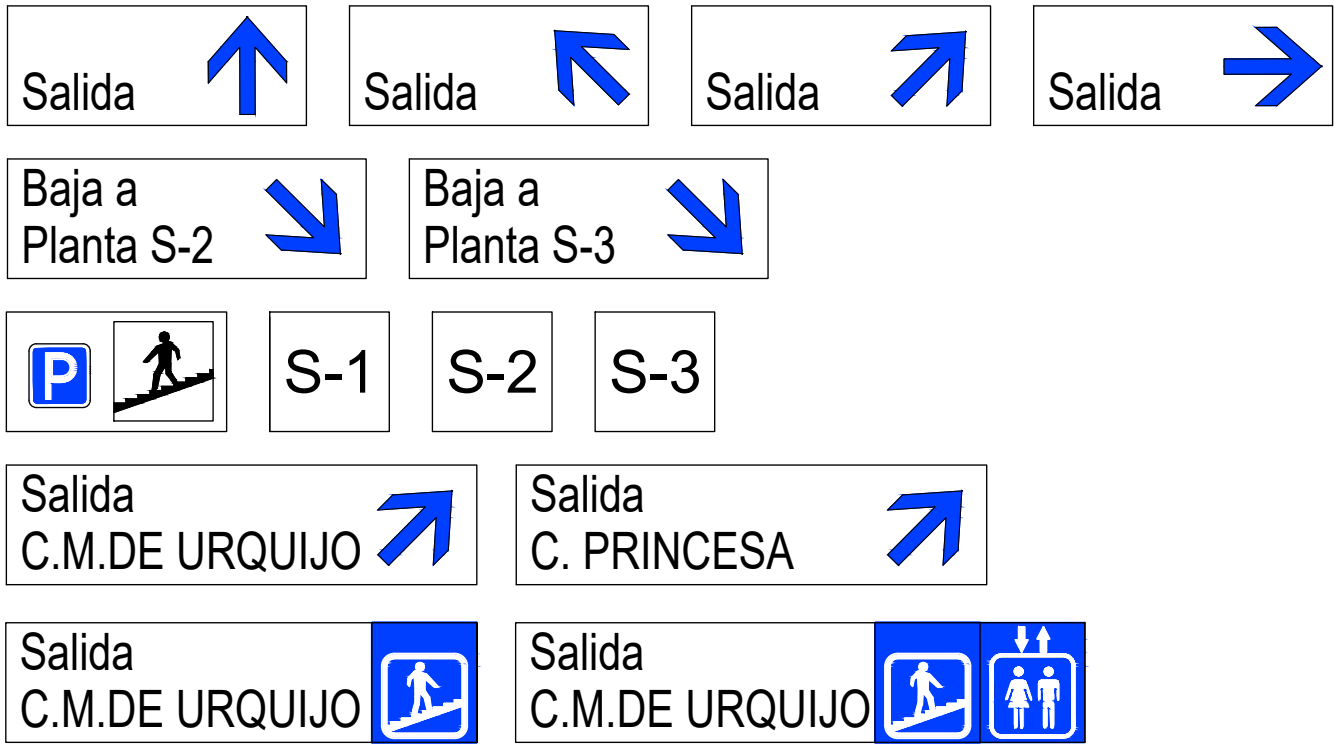 Salida
Salida
Salida
Salida
Baja a
Planta S-2
Baja a
Planta S-3
P
S-1
S-2
S-3
Salida
C.M.DE URQUIJO
Salida
C. PRINCESA
Salida
C.M.DE URQUIJO
Salida
C.M.DE URQUIJO